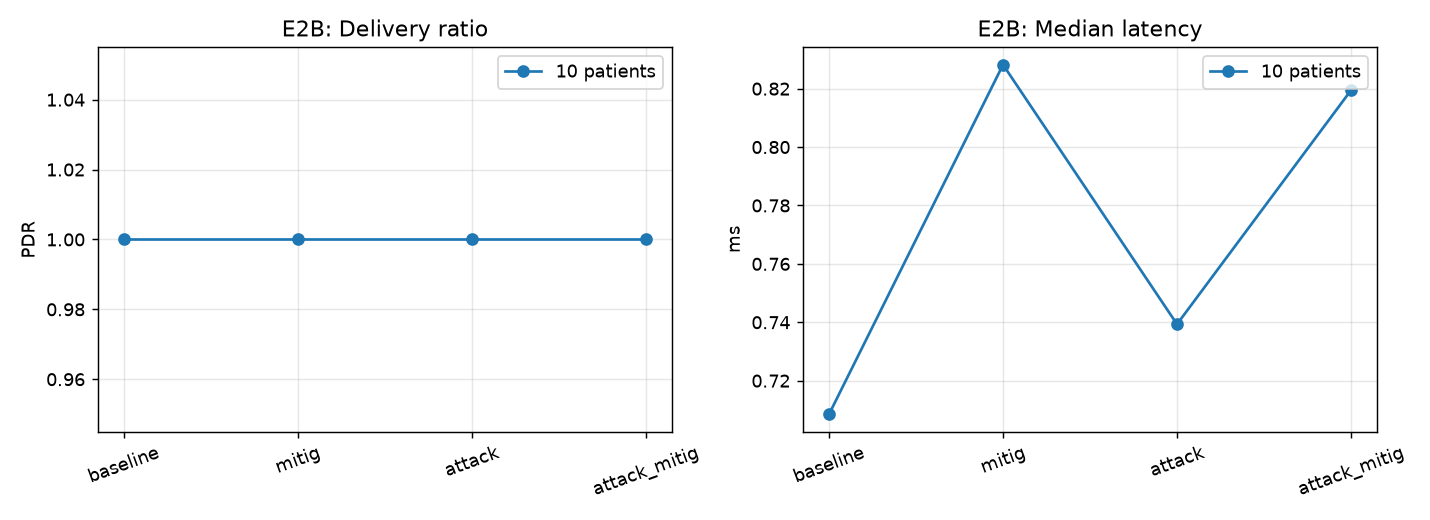 E2B: Delivery ratio
10 patients
1.04
1.02
1.00
0.98
0.96
PDR
baseline
mitig
attack
attack_mitig
E2B: Median latency
10 patients
0.82
0.80
0.78
0.76
0.74
0.72
ms
baseline
mitig
attack
attack_mitig